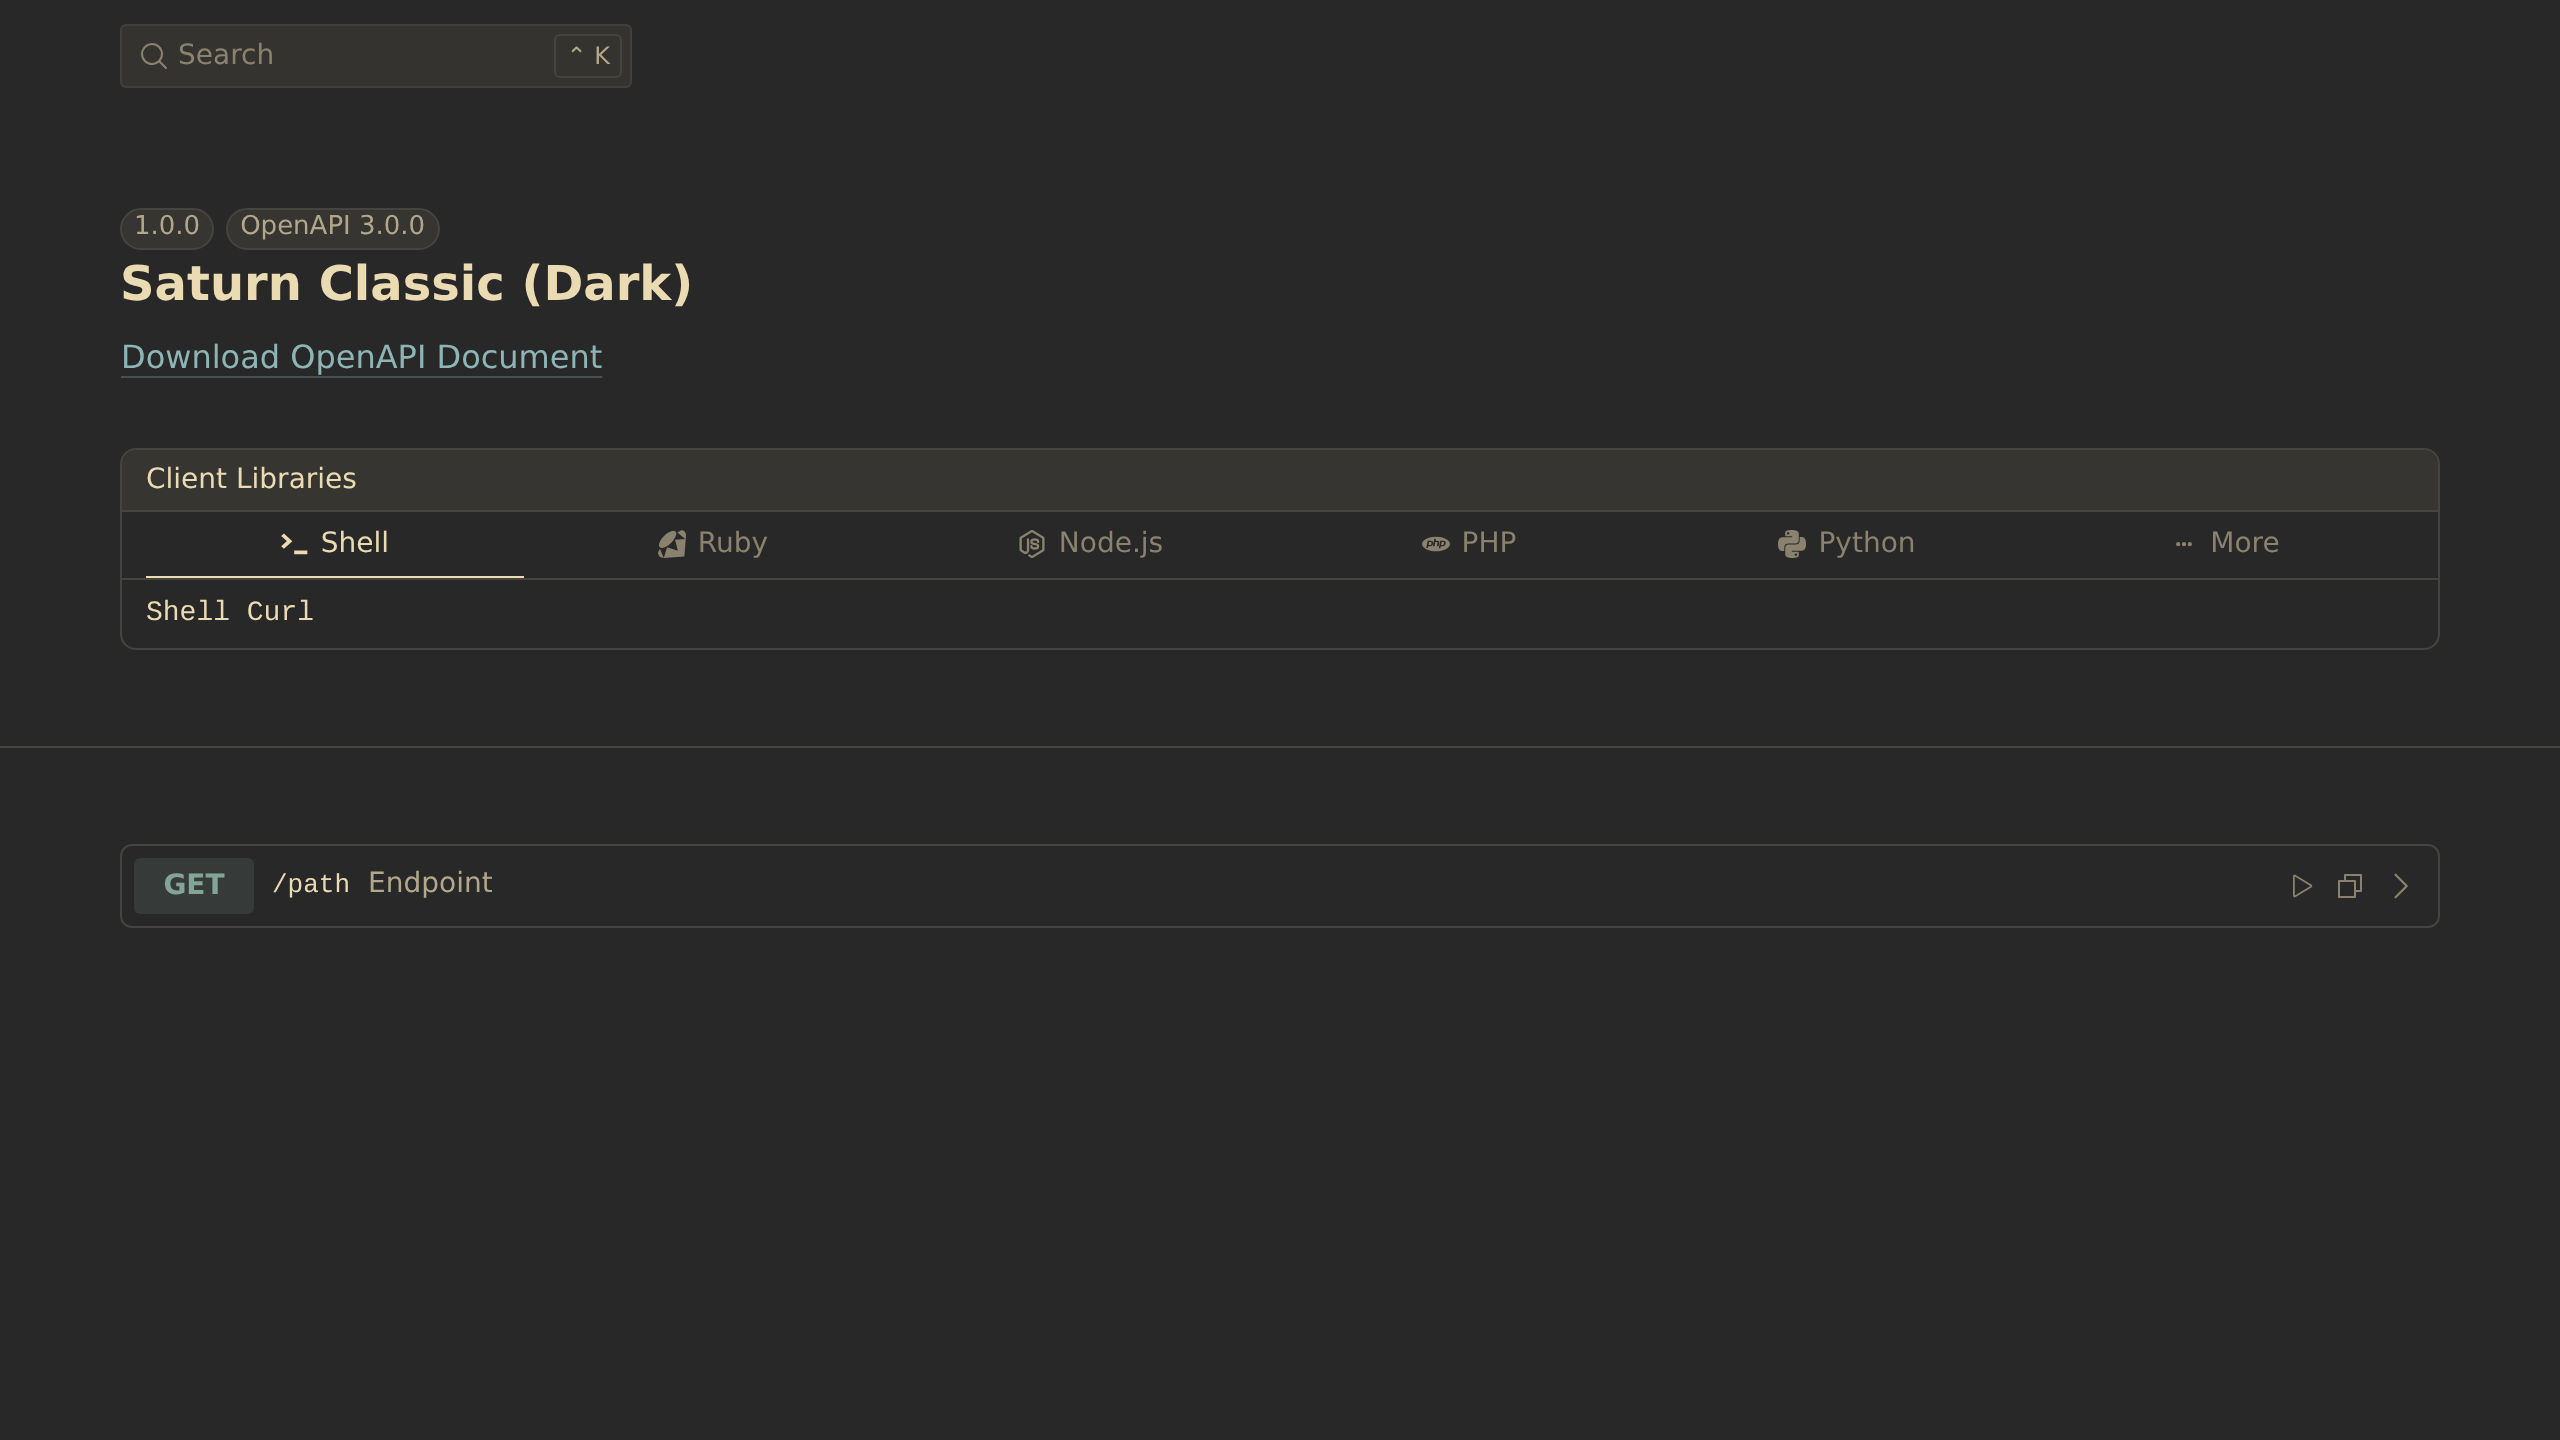 Search ⌃ K
1.0.0 OpenAPI 3.0.0
Saturn Classic (Dark)
Download OpenAPI Document
Client Libraries
Shell Ruby Node.js PHP Python More
Shell Curl
GET /path Endpoint